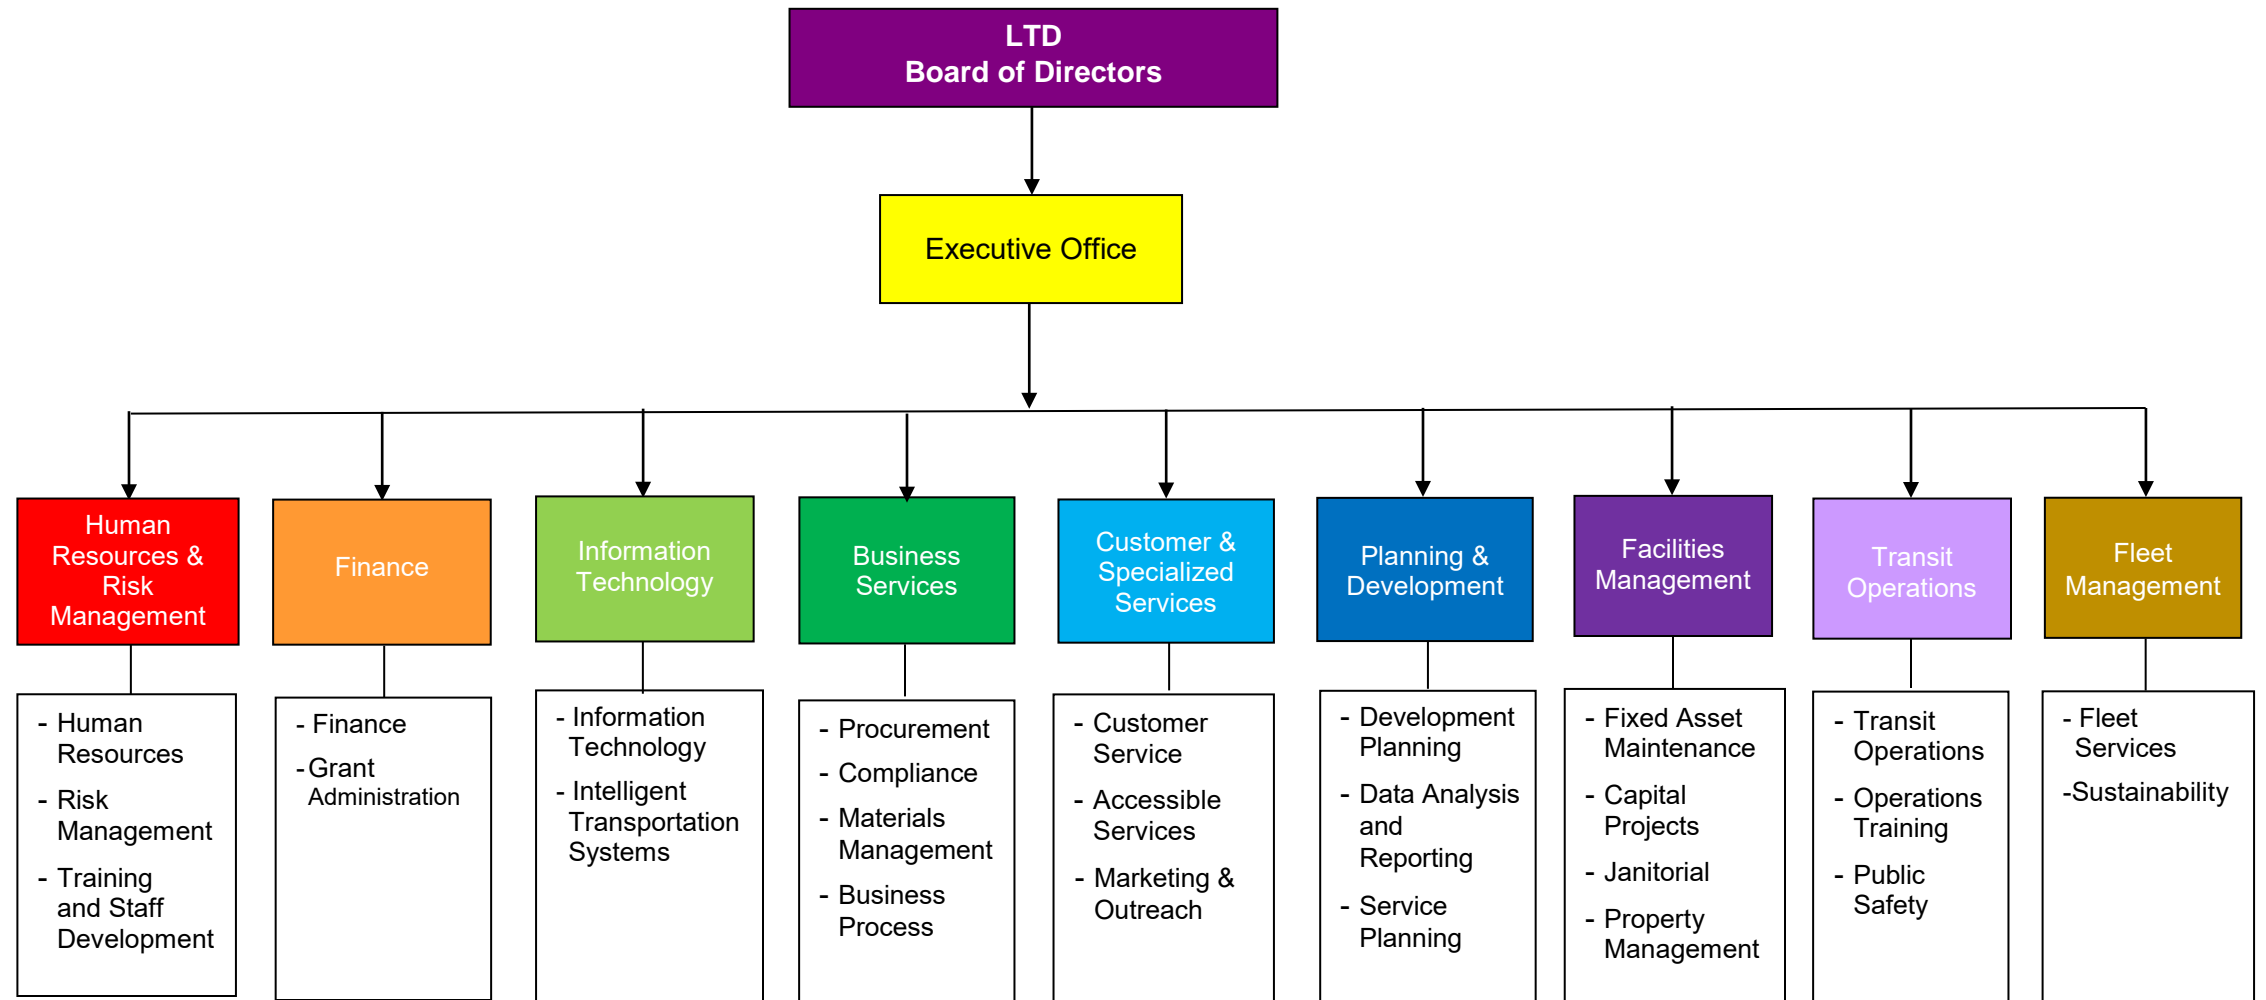 LTD
Board of Directors
Executive Office
Human
Resources &
Risk
Management
Finance
Information
Technology
Business
Services
Customer &
Specialized
Services
Planning &
Development
Facilities
Management
Transit
Operations
Fleet
Management
- Human
Resources
- Risk
Management
- Training
and Staff
Development
- Finance
-Grant
Administration
- Information
Technology
- Intelligent
Transportation
Systems
- Procurement
- Compliance
- Materials
Management
- Business
Process
- Customer
Service
- Accessible
Services
- Marketing &
Outreach
- Development
Planning
- Data Analysis
and
Reporting
- Service
Planning
- Fixed Asset
Maintenance
- Capital
Projects
- Janitorial
- Property
Management
- Transit
Operations
- Operations
Training
- Public
Safety
- Fleet
Services
-Sustainability